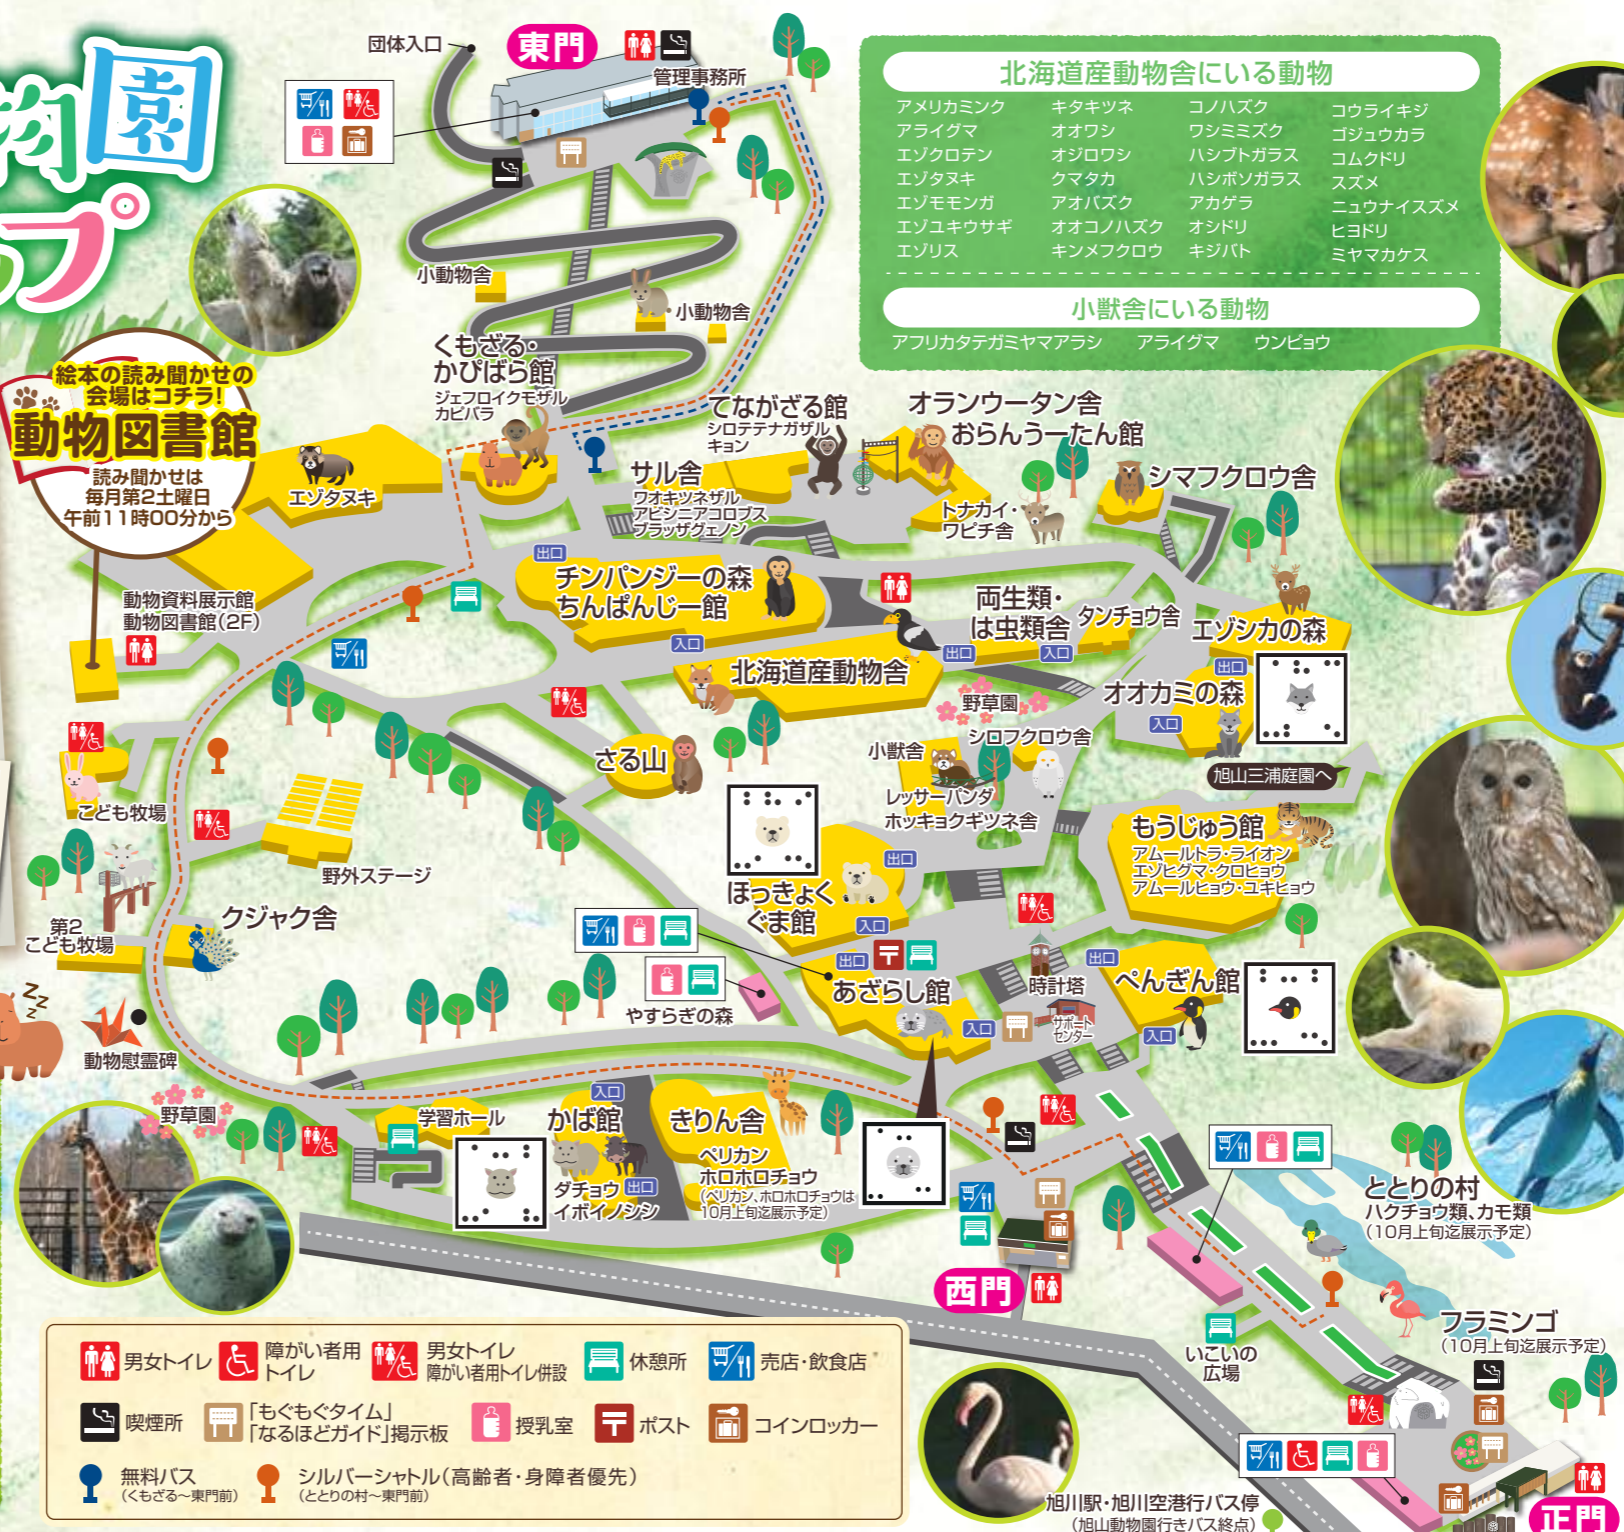 物園
プ
団体入口
東門
管理事務所
北海道産動物舎にいる動物
アメリカミンク
アライグマ
エゾクロテン
エゾタヌキ
エゾモモンガ
エゾユキウサギ
エゾリス
キタキツネ
オオワシ
オジロワシ
クマタカ
アオバズク
オオコノハズク
キンメフクロウ
コノハズク
ワシミミズク
ハシブトガラス
ハシボソガラス
アカゲラ
オシドリ
キジバト
コウライキジ
ゴジュウカラ
コムクドリ
スズメ
ニュウナイスズメ
ヒヨドリ
ミヤマカケス
小獣舎にいる動物
アフリカタテガミヤマアラシ アライグマ ウンピョウ
小動物舎
小動物舎
くもざる・
かぴばら館
ジェフロイクモザル
カピバラ
絵本の読み聞かせの
会場はコチラ!
動物図書館
読み聞かせは
毎月第2土曜日
午前11時00分から
エゾタヌキ
てながざる館
シロテテナガザル
キョン
オランウータン舎
おらんうーたん館
サル舎
ワオキツネザル
アビシニアコロブス
ブラッザグェノン
トナカイ・
ワピチ舎
シマフクロウ舎
動物資料展示館
動物図書館(2F)
出口
チンパンジーの森
ちんぱんじー館
入口
両生類・
は虫類舎
出口
入口
タンチョウ舎
エゾシカの森
北海道産動物舎
野草園
オオカミの森
出口
入口
旭山三浦庭園へ
さる山
小獣舎
シロフクロウ舎
レッサーパンダ
ホッキョクギツネ舎
こども牧場
野外ステージ
第2
こども牧場
クジャク舎
ほっきょく
ぐま館
出口
入口
もうじゅう館
アムールトラ・ライオン
エゾヒグマ・クロヒョウ
アムールヒョウ・ユキヒョウ
やすらぎの森
出口
あざらし館
入口
時計塔
サポート
センター
出口
ぺんぎん館
入口
zzz
動物慰霊碑
野草園
学習ホール
入口
かば館
ダチョウ
イボイノシシ
出口
きりん舎
ペリカン
ホロホロチョウ
(ペリカン、ホロホロチョウは
10月上旬迄展示予定)
西門
ととりの村
ハクチョウ類、カモ類
(10月上旬迄展示予定)
フラミンゴ
(10月上旬迄展示予定)
いこいの
広場
男女トイレ
障がい者用
トイレ
男女トイレ
障がい者用トイレ併設
休憩所
売店・飲食店
喫煙所
「もぐもぐタイム」
「なるほどガイド」掲示板
授乳室
ポスト
コインロッカー
無料バス
(くもざる~東門前)
シルバーシャトル(高齢者・身障者優先)
(ととりの村~東門前)
旭川駅・旭川空港行バス停
(旭山動物園行きバス終点)
正門